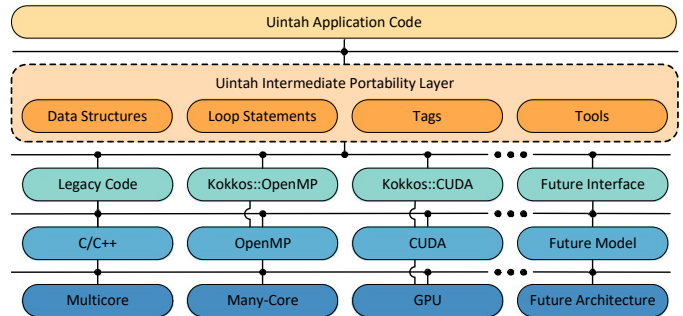 Uintah Application Code
Uintah Intermediate Portability Layer
Data Structures
Loop Statements
Tags
Tools
Legacy Code
Kokkos::OpenMP
Kokkos::CUDA
Future Interface
C/C++
OpenMP
CUDA
Future Model
Multicore
Many-Core
GPU
Future Architecture